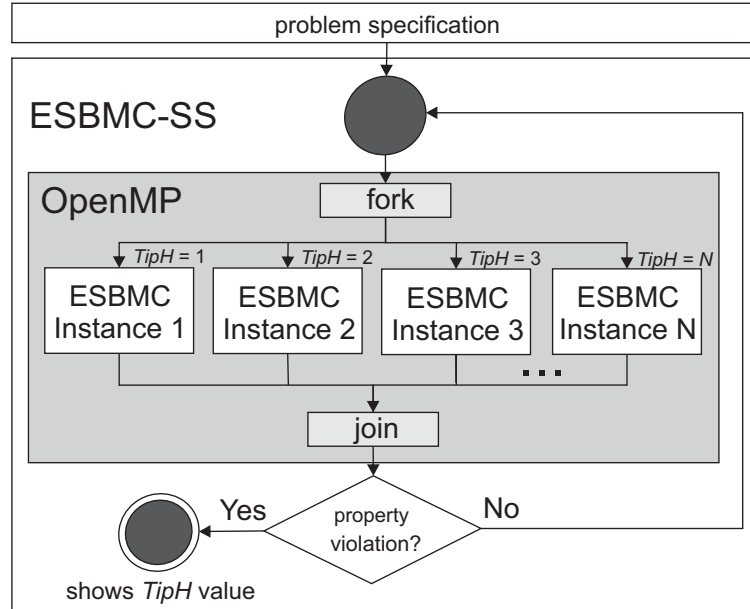 problem specification
ESBMC-SS
OpenMP
fork
TipH = 1
TipH = 2
TipH = 3
TipH = N
ESBMC
Instance 1
ESBMC
Instance 2
ESBMC
Instance 3
ESBMC
Instance N
...
join
Yes
property
violation?
No
shows TipH value